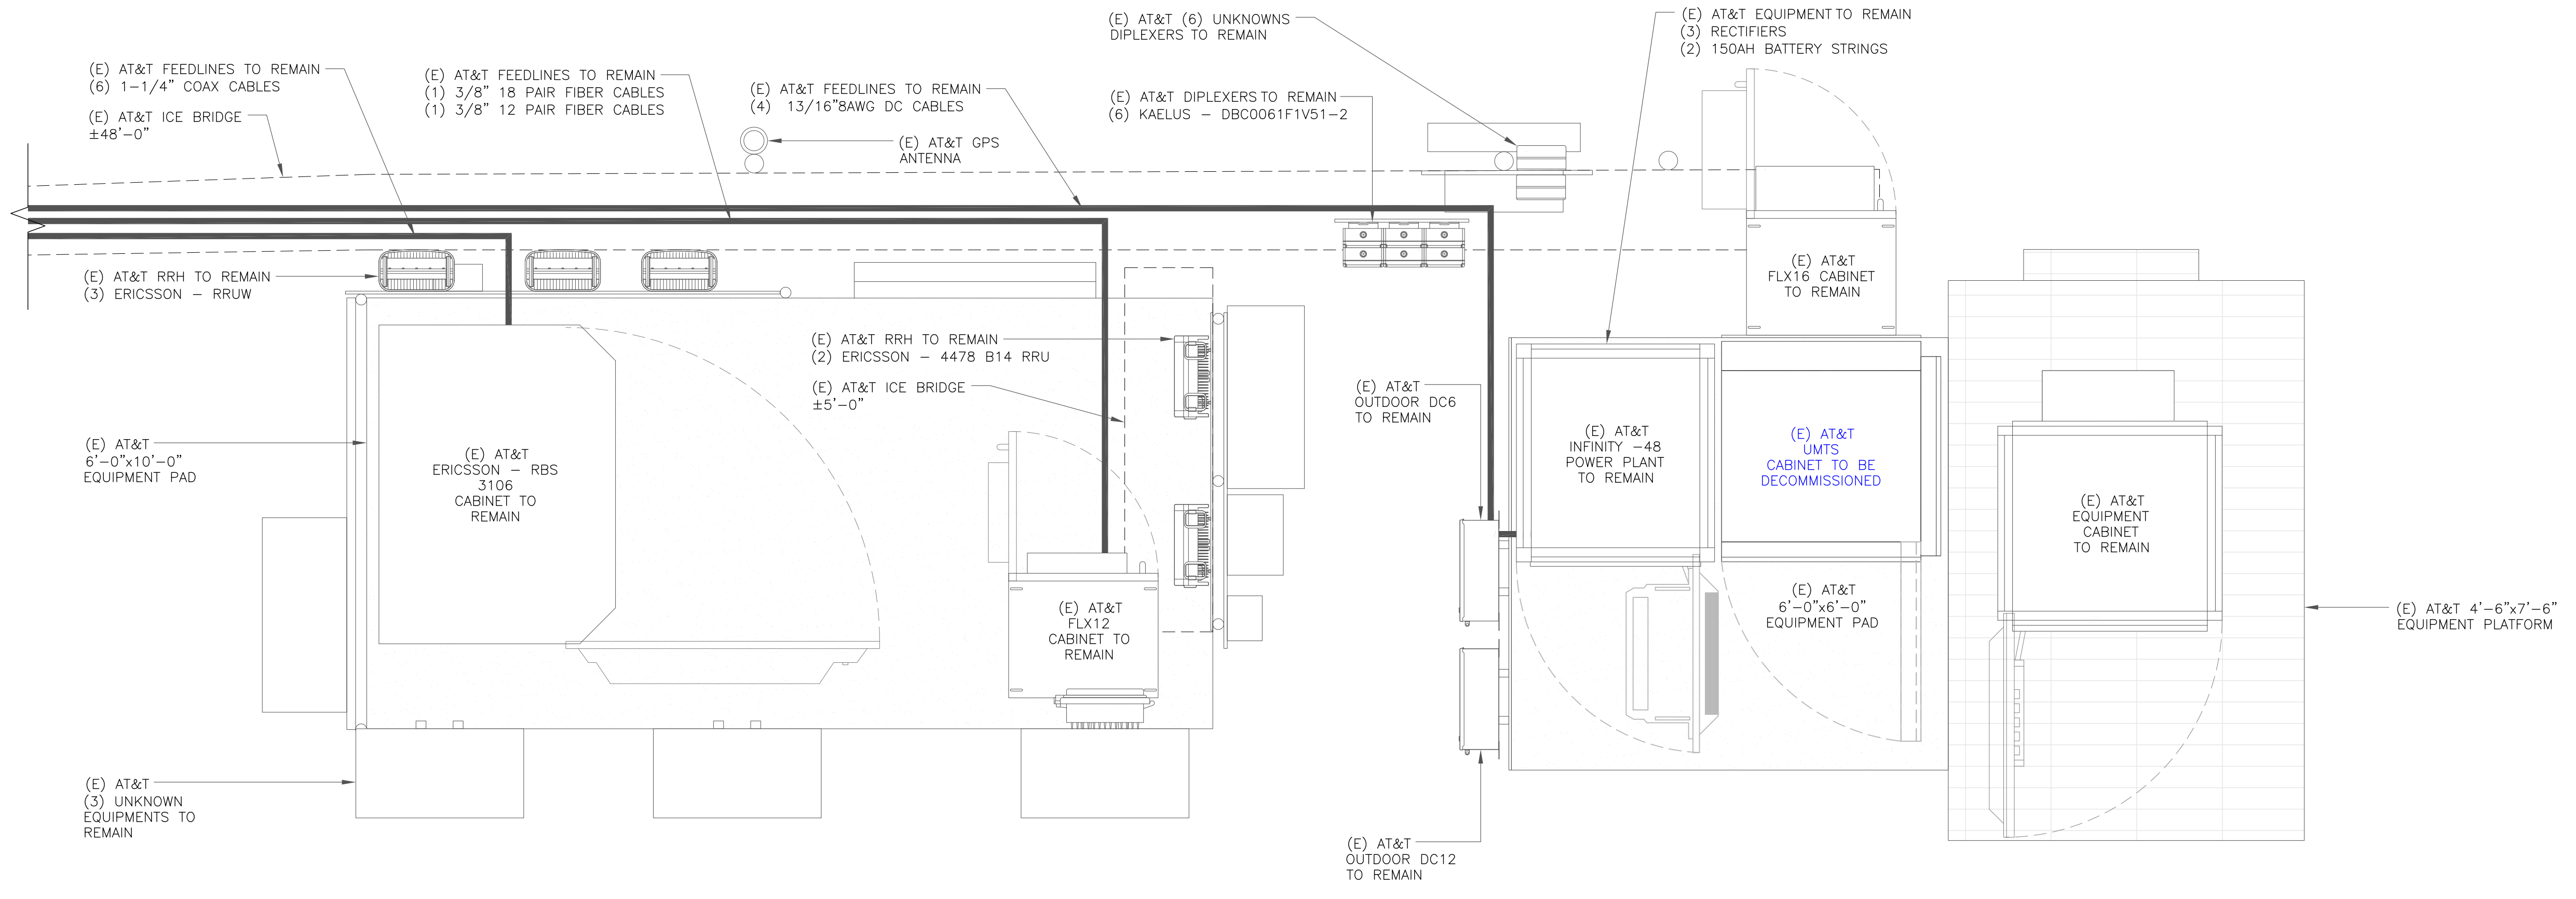 (E) AT&T (6) UNKNOWNS
DIPLEXERS TO REMAIN
(E) AT&T EQUIPMENT TO REMAIN
(3) RECTIFIERS
(2) 150AH BATTERY STRINGS
(E) AT&T FEEDLINES TO REMAIN
(6) 1-1/4" COAX CABLES
(E) AT&T FEEDLINES TO REMAIN
(1) 3/8" 18 PAIR FIBER CABLES
(1) 3/8" 12 PAIR FIBER CABLES
(E) AT&T FEEDLINES TO REMAIN
(4) 13/16"8AWG DC CABLES
(E) AT&T DIPLEXERS TO REMAIN
(6) KAELUS - DBC0061F1V51-2
(E) AT&T ICE BRIDGE
±48'-0"
(E) AT&T GPS
ANTENNA
(E) AT&T RRH TO REMAIN
(3) ERICSSON - RRUW
(E) AT&T
FLX16 CABINET
TO REMAIN
(E) AT&T RRH TO REMAIN
(2) ERICSSON - 4478 B14 RRU
(E) AT&T ICE BRIDGE
±5'-0"
(E) AT&T
OUTDOOR DC6
TO REMAIN
(E) AT&T
6'-0"x10'-0"
EQUIPMENT PAD
(E) AT&T
ERICSSON - RBS
3106
CABINET TO
REMAIN
(E) AT&T
INFINITY -48
POWER PLANT
TO REMAIN
(E) AT&T
UMTS
CABINET TO BE
DECOMMISSIONED
(E) AT&T
EQUIPMENT
CABINET
TO REMAIN
(E) AT&T
FLX12
CABINET TO
REMAIN
(E) AT&T
6'-0"x6'-0"
EQUIPMENT PAD
(E) AT&T 4'-6"x7'-6"
EQUIPMENT PLATFORM
(E) AT&T
(3) UNKNOWN
EQUIPMENTS TO
REMAIN
(E) AT&T
OUTDOOR DC12
TO REMAIN